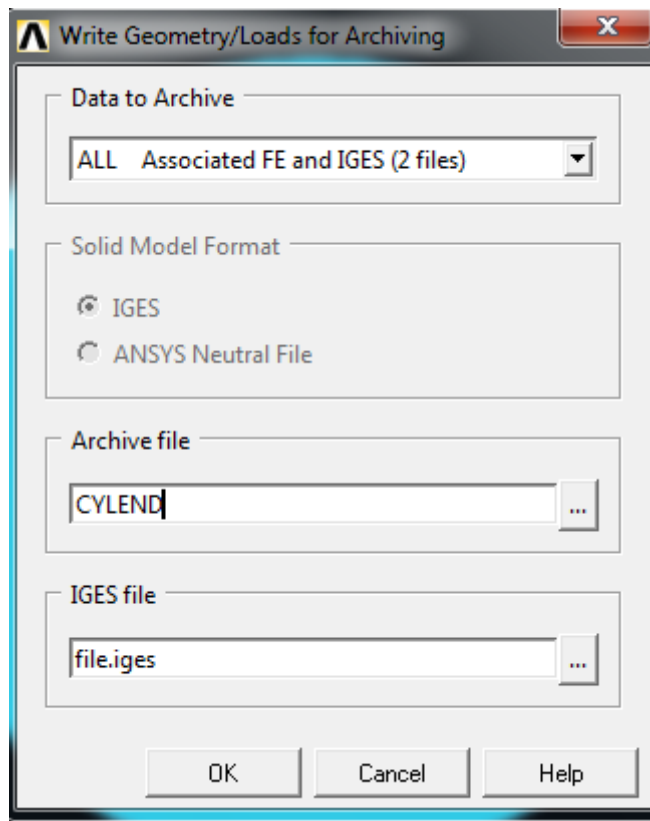 Write Geometry/Loads for Archiving
Data to Archive
ALL Associated FE and IGES (2 files)
Solid Model Format
IGES
ANSYS Neutral File
Archive file
CYLEND
...
IGES file
file.iges
...
OK Cancel Help